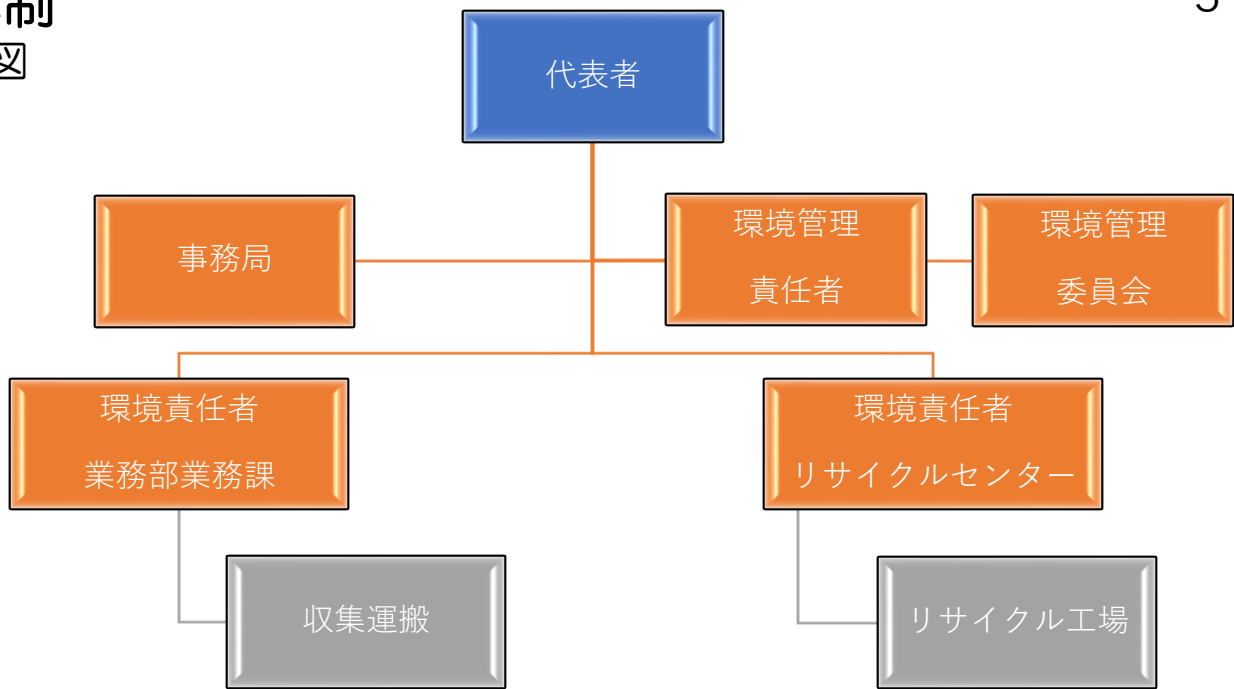 制
図
代表者
事務局
環境管理
責任者
環境管理
委員会
環境責任者
業務部業務課
環境責任者
リサイクルセンター
収集運搬
リサイクル工場